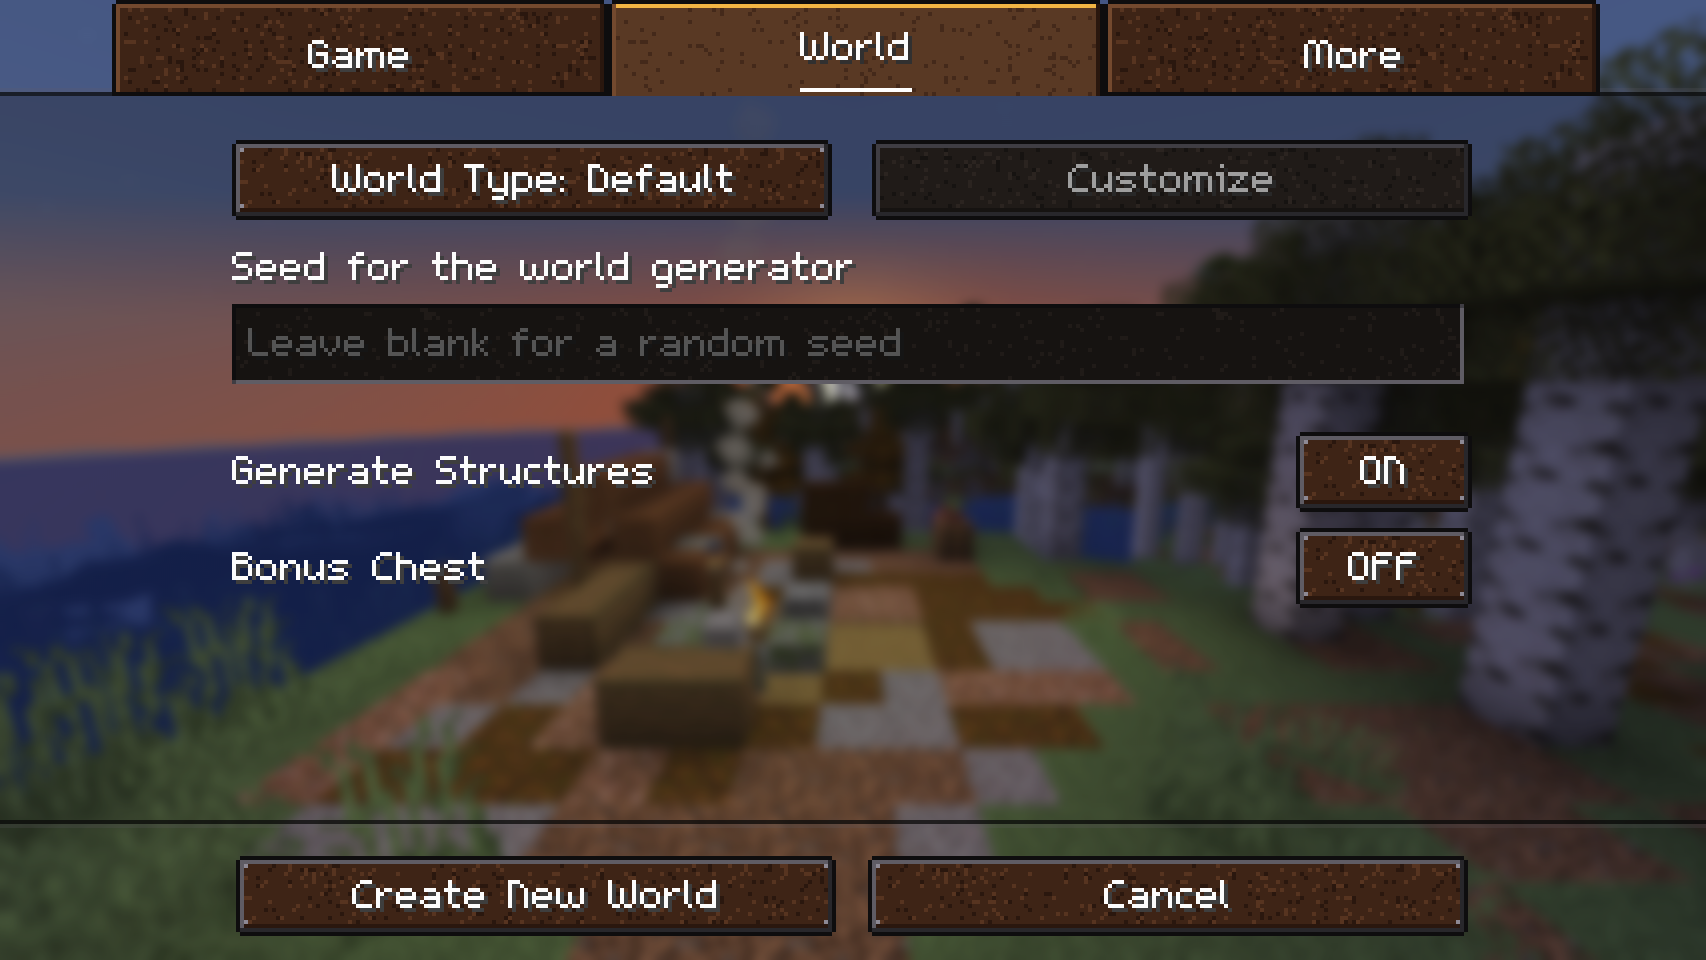 Game
World
More
World Type: Default
Customize
Seed for the world generator
Leave blank for a random seed
Generate Structures
ON
Bonus Chest
OFF
Create New World
Cancel